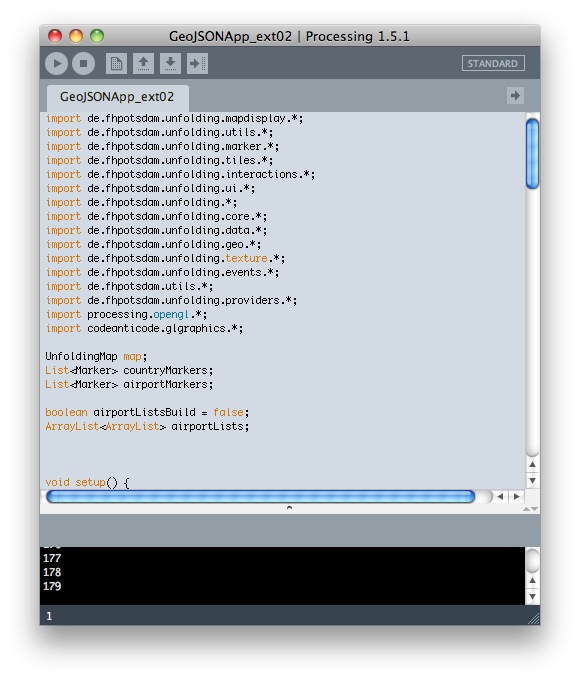 GeoJSONApp_ext02 | Processing 1.5.1
STANDARD
GeoJSONApp_ext02
import de.fhpotsdam.unfolding.mapdisplay.*;
import de.fhpotsdam.unfolding.utils.*;
import de.fhpotsdam.unfolding.marker.*;
import de.fhpotsdam.unfolding.tiles.*;
import de.fhpotsdam.unfolding.interactions.*;
import de.fhpotsdam.unfolding.ui.*;
import de.fhpotsdam.unfolding.*;
import de.fhpotsdam.unfolding.core.*;
import de.fhpotsdam.unfolding.data.*;
import de.fhpotsdam.unfolding.geo.*;
import de.fhpotsdam.unfolding.texture.*;
import de.fhpotsdam.unfolding.events.*;
import de.fhpotsdam.utils.*;
import de.fhpotsdam.unfolding.providers.*;
import processing.opengl.*;
import codeanticode.glgraphics.*;
UnfoldingMap map;
List<Marker> countryMarkers;
List<Marker> airportMarkers;
boolean airportListsBuild = false;
ArrayList<ArrayList> airportLists;
void setup() {
177
178
179
1